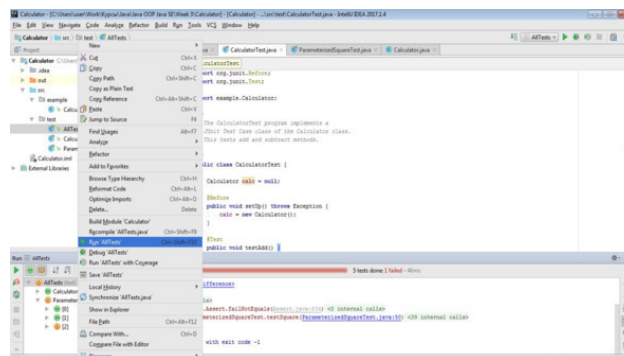 Calculator - [C:\Users\user\Work\Курсы\Java\Java OOP Java SE\Week 7\Calculator] - [Calculator] - ...\src\test\CalculatorTest.java - IntelliJ IDEA 2017.1.4
File Edit View Navigate Code Analyze Refactor Build Run Tools VCS Window Help
Calculator src test AllTests AllTests
Project
New
CalculatorTest.java ParameterizedSquareTest.java Calculator.java
Calculator
.idea
out
src
example
test
Calculator.iml
External Libraries
Cut Ctrl+X
Copy Ctrl+C
Copy Path Ctrl+Shift+C
Copy as Plain Text
Copy Reference Ctrl+Alt+Shift+C
Paste Ctrl+V
Jump to Source F4
Find Usages Alt+F7
Analyze
Refactor
Add to Favorites
Browse Type Hierarchy Ctrl+H
Reformat Code Ctrl+Alt+L
Optimize Imports Ctrl+Alt+O
Delete... Delete
Build Module 'Calculator'
Recompile 'AllTests.java' Ctrl+Shift+F9
Run 'AllTests' Ctrl+Shift+F10
Debug 'AllTests'
Run 'AllTests' with Coverage
Save 'AllTests'
Local History
Synchronize 'AllTests.java'
Show in Explorer
File Path Ctrl+Alt+F12
Compare With... Ctrl+D
Compare File with Editor
culatorTest
ort org.junit.Before;
ort org.junit.Test;
ort example.Calculator;
The CalculatorTest program implements a
JUnit Test Case class of the Calculator class.
This tests add and subtract methods.
lic class CalculatorTest {
Calculator calc = null;
@Before
public void setUp() throws Exception {
calc = new Calculator();
}
@Test
public void testAdd() {
Run AllTests
5 tests done: 1 failed - 46ms
AllTests
Calculator
Parameter
[0]
[1]
[2]
ifference>
.Assert.failNotEquals(Assert.java:834) <2 internal calls>
meterizedSquareTest.testSquare(ParameterizedSquareTest.java:50) <39 internal calls>
with exit code -1